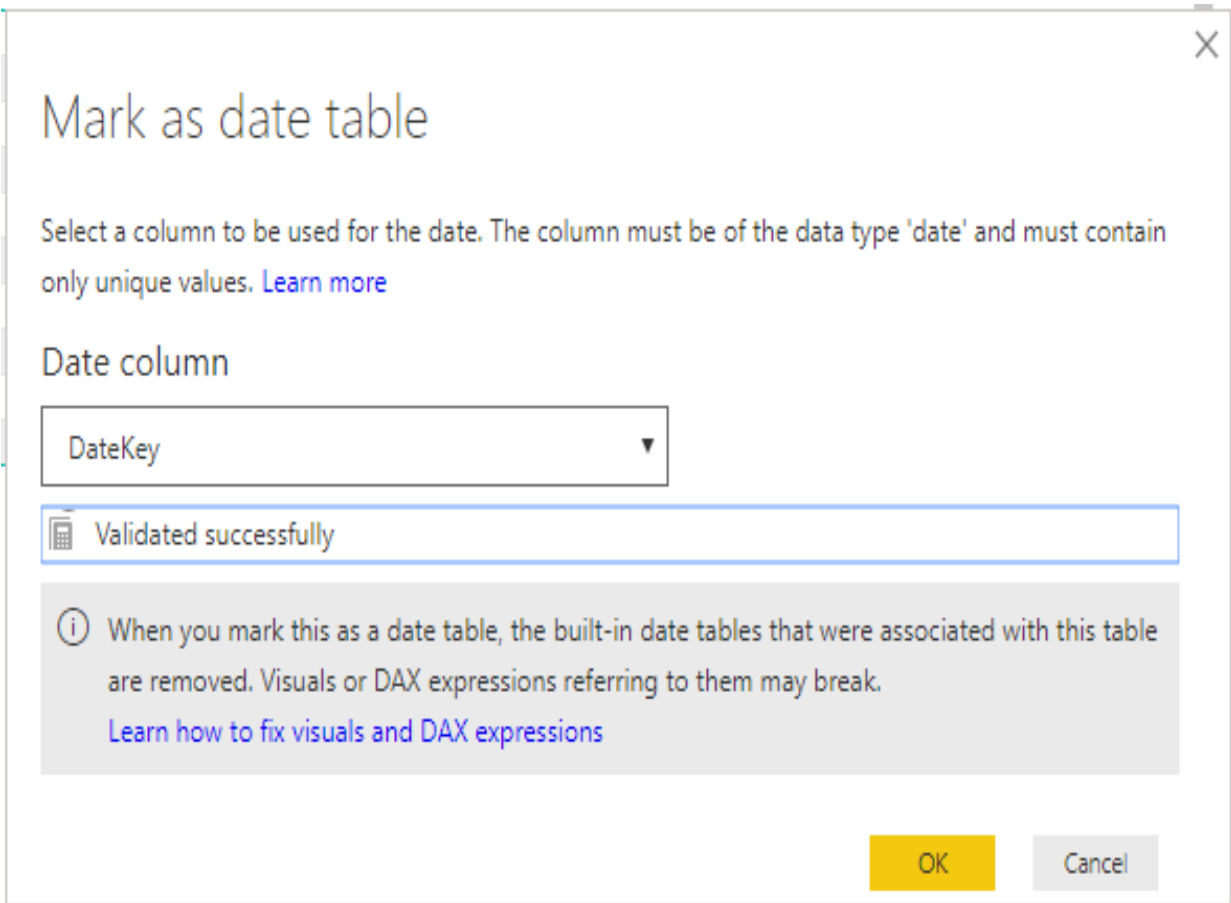 Mark as date table
Select a column to be used for the date. The column must be of the data type 'date' and must contain
only unique values. Learn more
Date column
DateKey
Validated successfully
When you mark this as a date table, the built-in date tables that were associated with this table
are removed. Visuals or DAX expressions referring to them may break.
Learn how to fix visuals and DAX expressions
OK Cancel